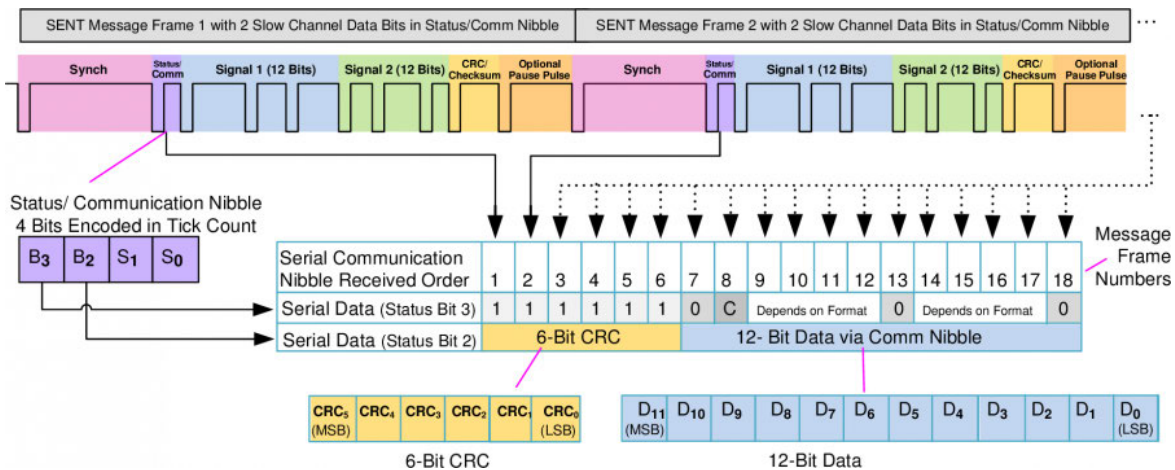 SENT Message Frame 1 with 2 Slow Channel Data Bits in Status/Comm Nibble
SENT Message Frame 2 with 2 Slow Channel Data Bits in Status/Comm Nibble
...
Synch
Status/
Comm
Signal 1 (12 Bits)
Signal 2 (12 Bits)
CRC/
Checksum
Optional
Pause Pulse
Synch
Status/
Comm
Signal 1 (12 Bits)
Signal 2 (12 Bits)
CRC/
Checksum
Optional
Pause Pulse
...
Status/ Communication Nibble
4 Bits Encoded in Tick Count
B3 B2 S1 S0
Serial Communication
Nibble Received Order 1 2 3 4 5 6 7 8 9 10 11 12 13 14 15 16 17 18
Message
Frame
Numbers
Serial Data (Status Bit 3) 1 1 1 1 1 1 0 C Depends on Format 0 Depends on Format 0
Serial Data (Status Bit 2) 6-Bit CRC 12- Bit Data via Comm Nibble
CRC5 CRC4 CRC3 CRC2 CRC1 CRC0
(MSB) (LSB)
6-Bit CRC
D11 D10 D9 D8 D7 D6 D5 D4 D3 D2 D1 D0
(MSB) (LSB)
12-Bit Data